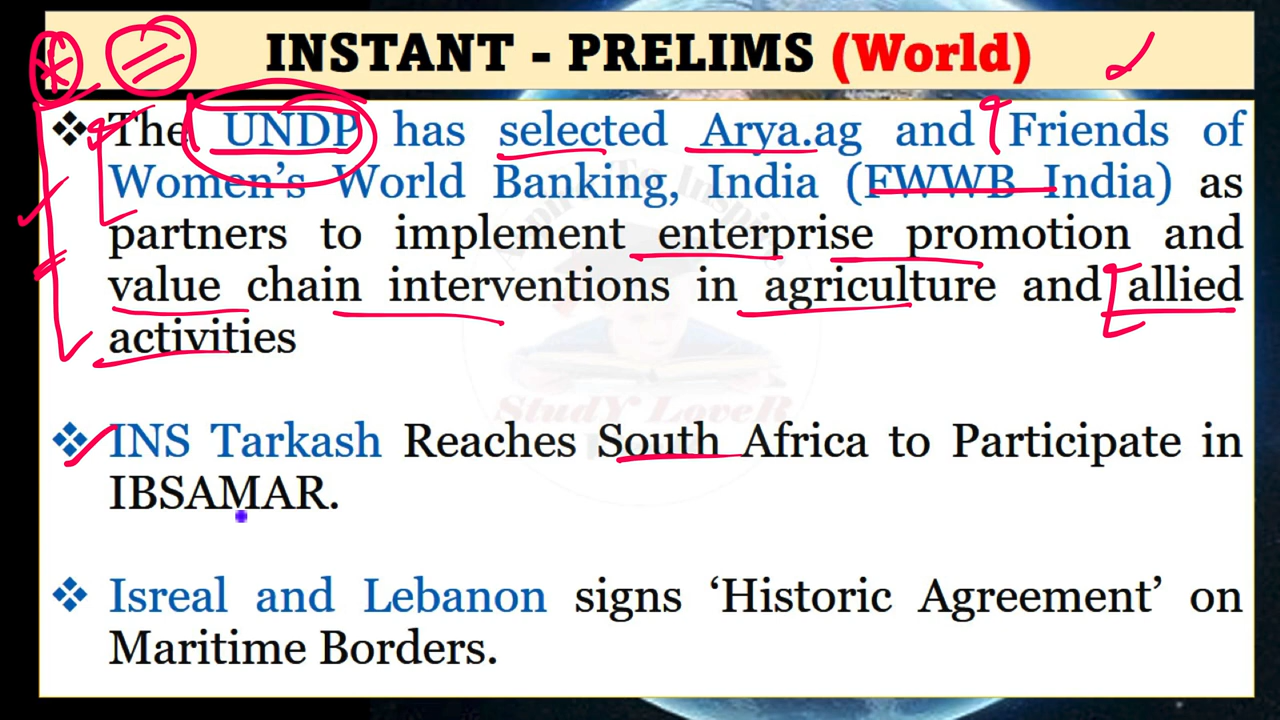 INSTANT - PRELIMS (World)
❖ The UNDP has selected Arya.ag and Friends of
Women's World Banking, India (FWWB India) as
partners to implement enterprise promotion and
value chain interventions in agriculture and allied
activities
❖ INS Tarkash Reaches South Africa to Participate in
IBSAMAR.
❖ Isreal and Lebanon signs 'Historic Agreement' on
Maritime Borders.
StudY LoveR